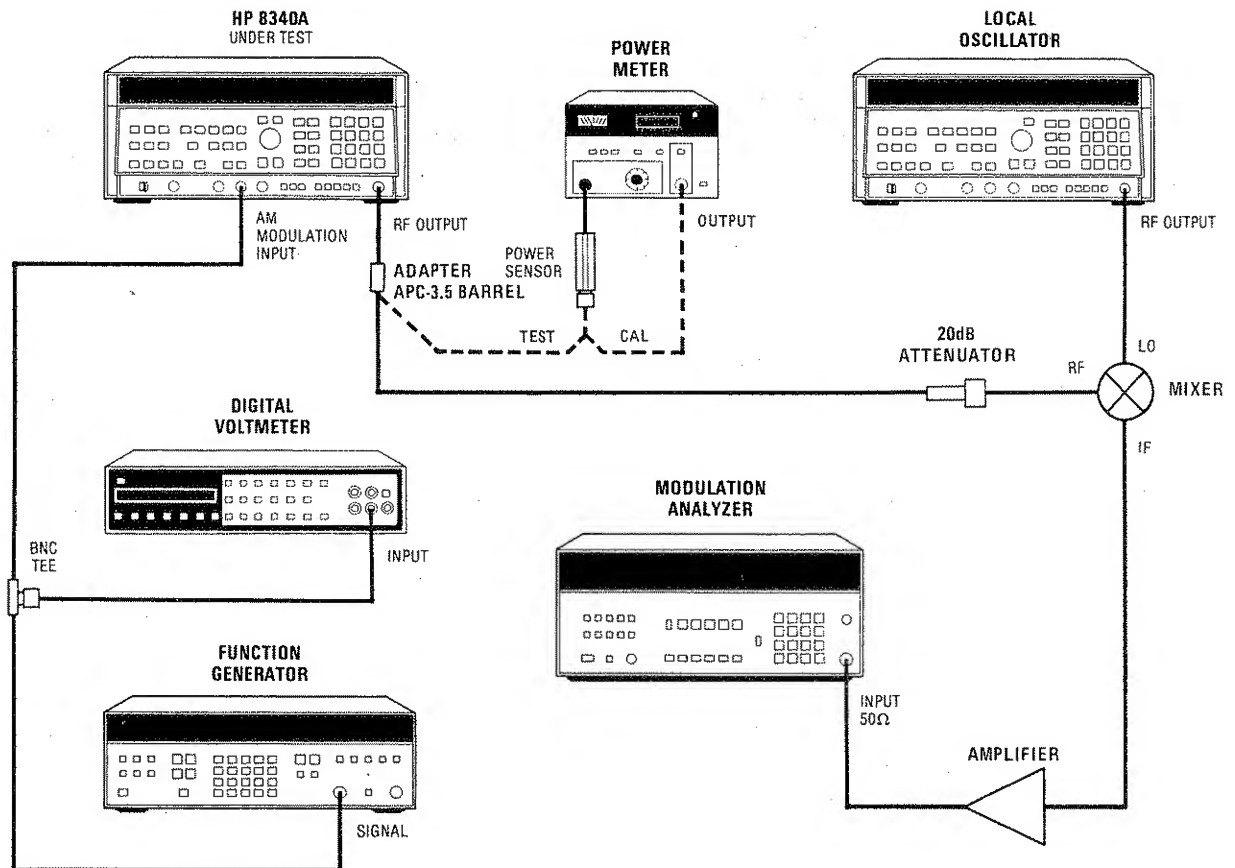 HP 8340A
UNDER TEST
POWER
METER
LOCAL
OSCILLATOR
AM
MODULATION
INPUT
RF OUTPUT
ADAPTER
APC-3.5 BARREL
POWER
SENSOR
OUTPUT
RF OUTPUT
TEST
CAL
20dB
ATTENUATOR
RF
LO
MIXER
IF
DIGITAL
VOLTMETER
INPUT
BNC
TEE
MODULATION
ANALYZER
INPUT
50Ω
FUNCTION
GENERATOR
SIGNAL
AMPLIFIER